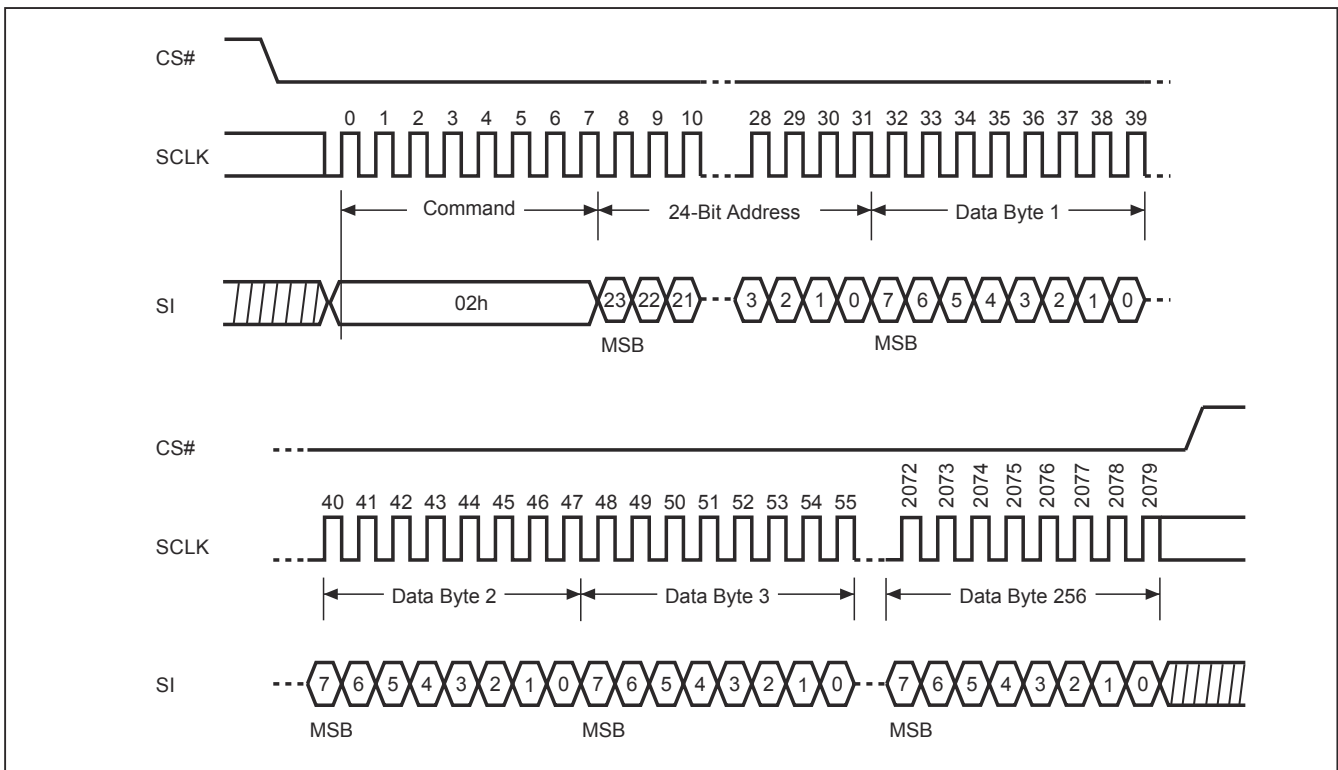 CS#
0 1 2 3 4 5 6 7 8 9 10 28 29 30 31 32 33 34 35 36 37 38 39
SCLK
Command 24-Bit Address Data Byte 1
SI 02h 23 22 21 3 2 1 0 7 6 5 4 3 2 1 0
MSB MSB
CS#
40 41 42 43 44 45 46 47 48 49 50 51 52 53 54 55 2072 2073 2074 2075 2076 2077 2078 2079
SCLK
Data Byte 2 Data Byte 3 Data Byte 256
SI 7 6 5 4 3 2 1 0 7 6 5 4 3 2 1 0 7 6 5 4 3 2 1 0
MSB MSB MSB